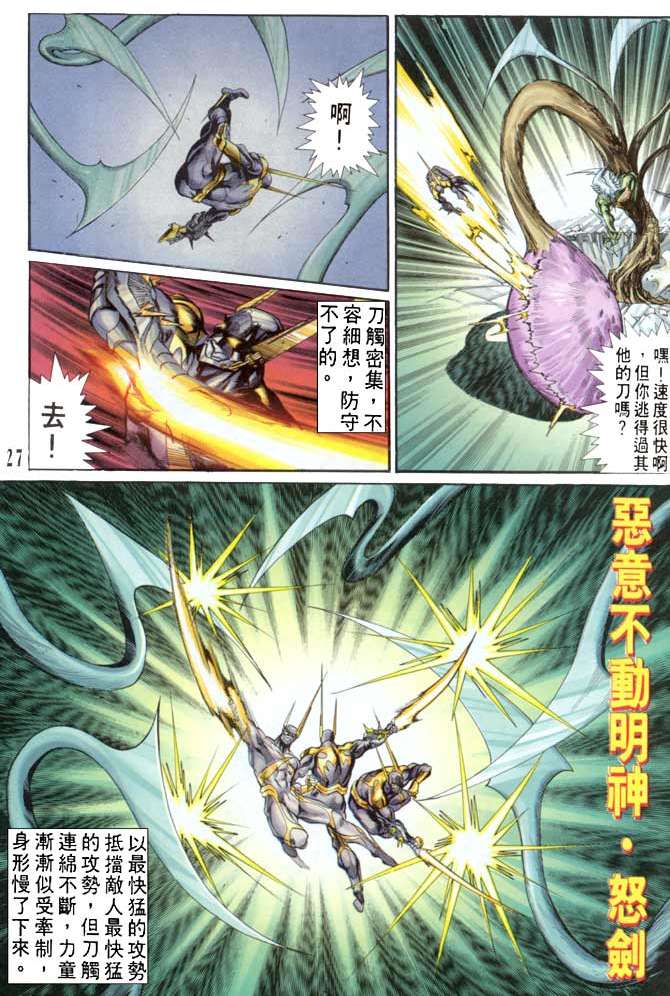 嘿！速度很快啊
，但你逃得過其
他的刀嗎？
啊！
刀觸密集，不
容細想，防守
不了的。
去！
27
惡意不動明神・怒劍
以最快猛的攻勢
抵擋敵人最快猛
的攻勢，但刀觸
連綿不斷，力童
漸漸似受牽制，
身形慢了下來。